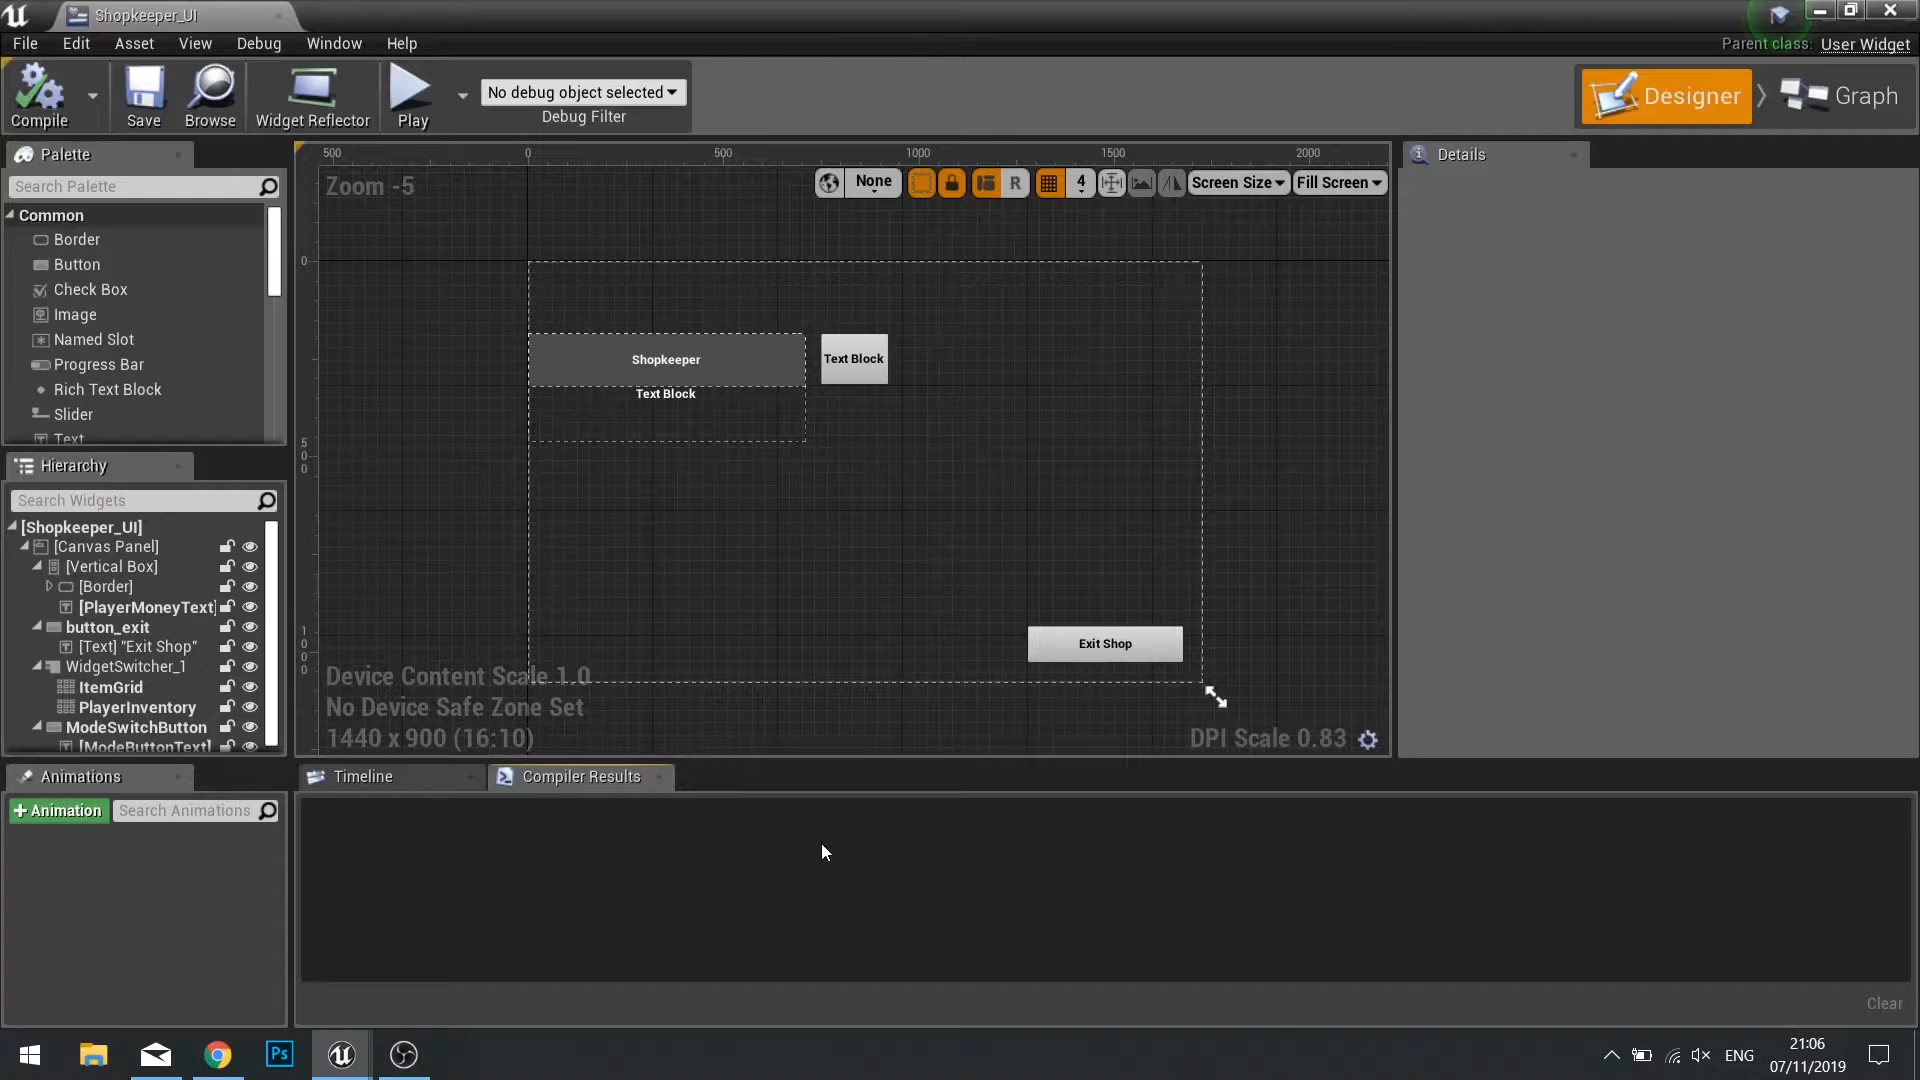 Shopkeeper_UI
File Edit Asset View Debug Window Help
Parent class: User Widget
Compile
Save
Browse
Widget Reflector
Play
No debug object selected
Debug Filter
Designer
Graph
Palette
Search Palette
Common
Border
Button
Check Box
Image
Named Slot
Progress Bar
Rich Text Block
Slider
Text
Hierarchy
Search Widgets
[Shopkeeper_UI]
[Canvas Panel]
[Vertical Box]
[Border]
[PlayerMoneyText]
button_exit
[Text] "Exit Shop"
WidgetSwitcher_1
ItemGrid
PlayerInventory
ModeSwitchButton
[ModeButtonText]
Animations
+ Animation
Search Animations
500 0 500 1000 1500 2000
Zoom -5
None
R
4
Screen Size
Fill Screen
0
500
1000
Shopkeeper
Text Block
Text Block
Exit Shop
Device Content Scale 1.0
No Device Safe Zone Set
1440 x 900 (16:10)
DPI Scale 0.83
Details
Timeline
Compiler Results
Clear
Ps
ENG
21:06
07/11/2019